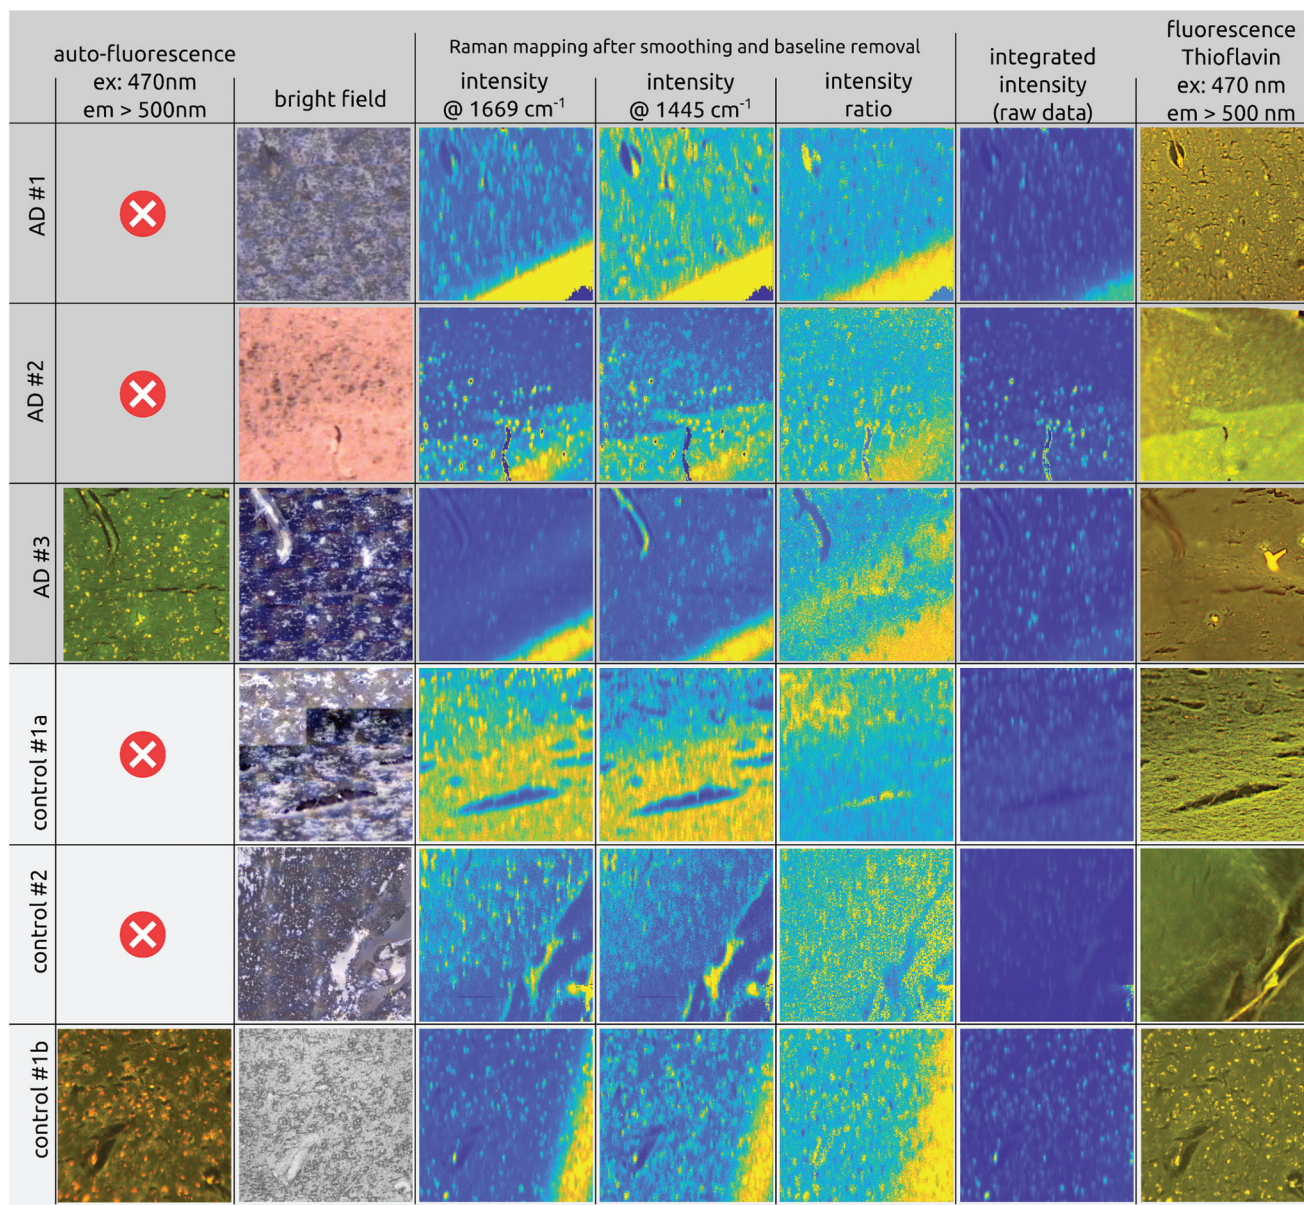 auto-fluorescence
ex: 470nm
em > 500nm
bright field
Raman mapping after smoothing and baseline removal
intensity
@ 1669 cm⁻¹
intensity
@ 1445 cm⁻¹
intensity
ratio
integrated
intensity
(raw data)
fluorescence
Thioflavin
ex: 470 nm
em > 500 nm
AD #1
AD #2
AD #3
control #1a
control #2
control #1b